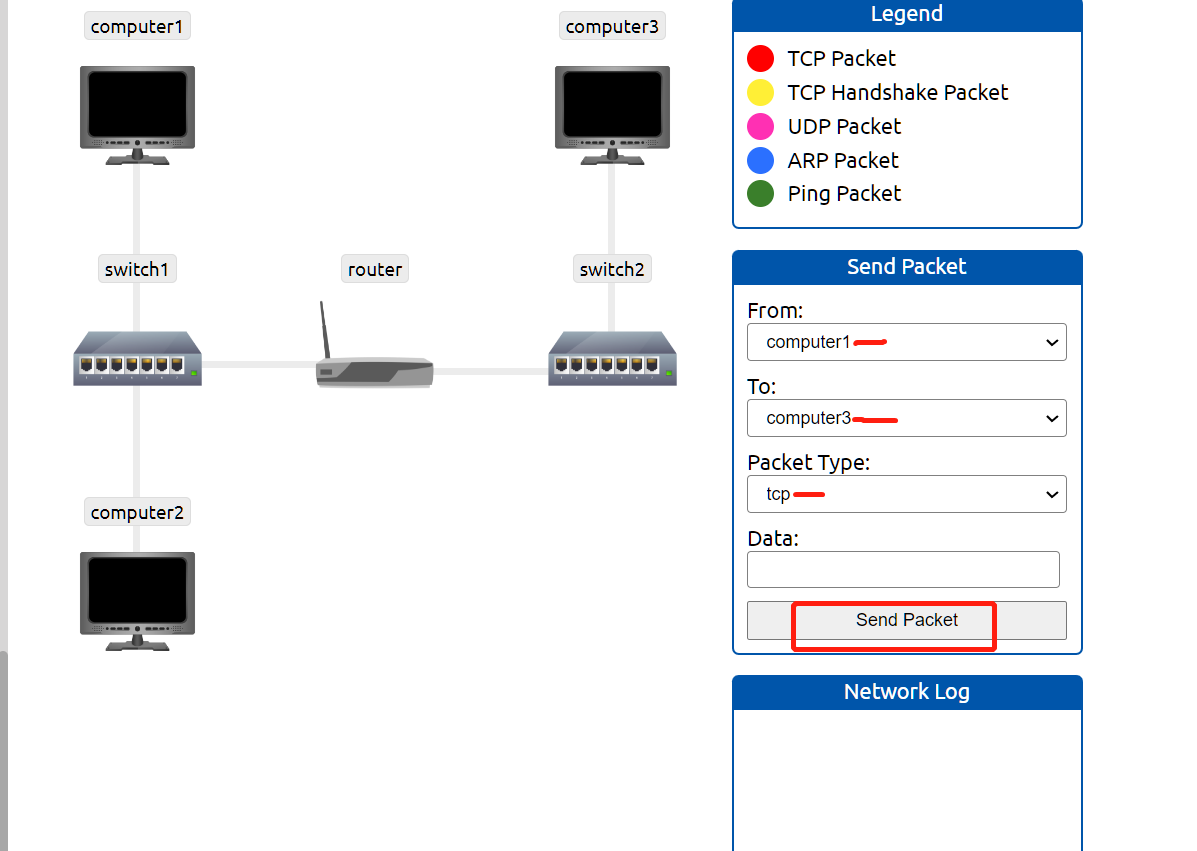 computer1
computer3
switch1
router
switch2
computer2
Legend
TCP Packet
TCP Handshake Packet
UDP Packet
ARP Packet
Ping Packet
Send Packet
From:
computer1
To:
computer3
Packet Type:
tcp
Data:
Send Packet
Network Log